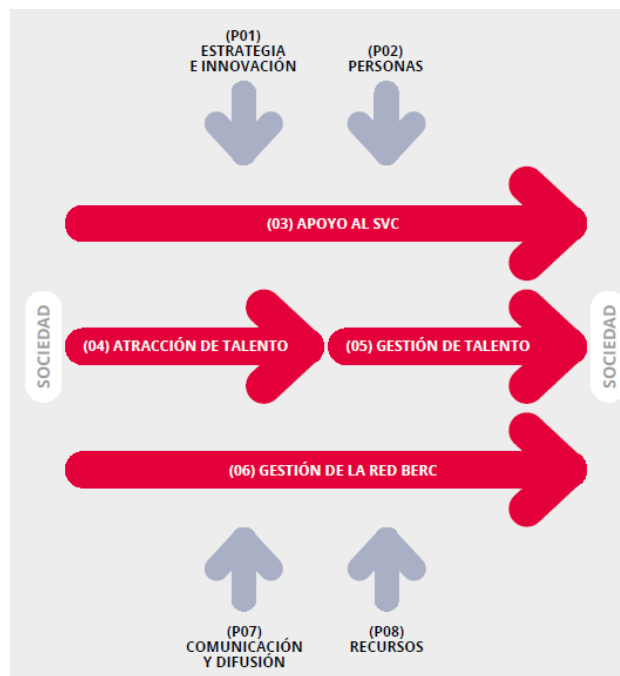 (P01)
ESTRATEGIA
E INNOVACIÓN
(P02)
PERSONAS
(03) APOYO AL SVC
SOCIEDAD
(04) ATRACCIÓN DE TALENTO
(05) GESTIÓN DE TALENTO
SOCIEDAD
(06) GESTIÓN DE LA RED BERC
(P07)
COMUNICACIÓN
Y DIFUSIÓN
(P08)
RECURSOS